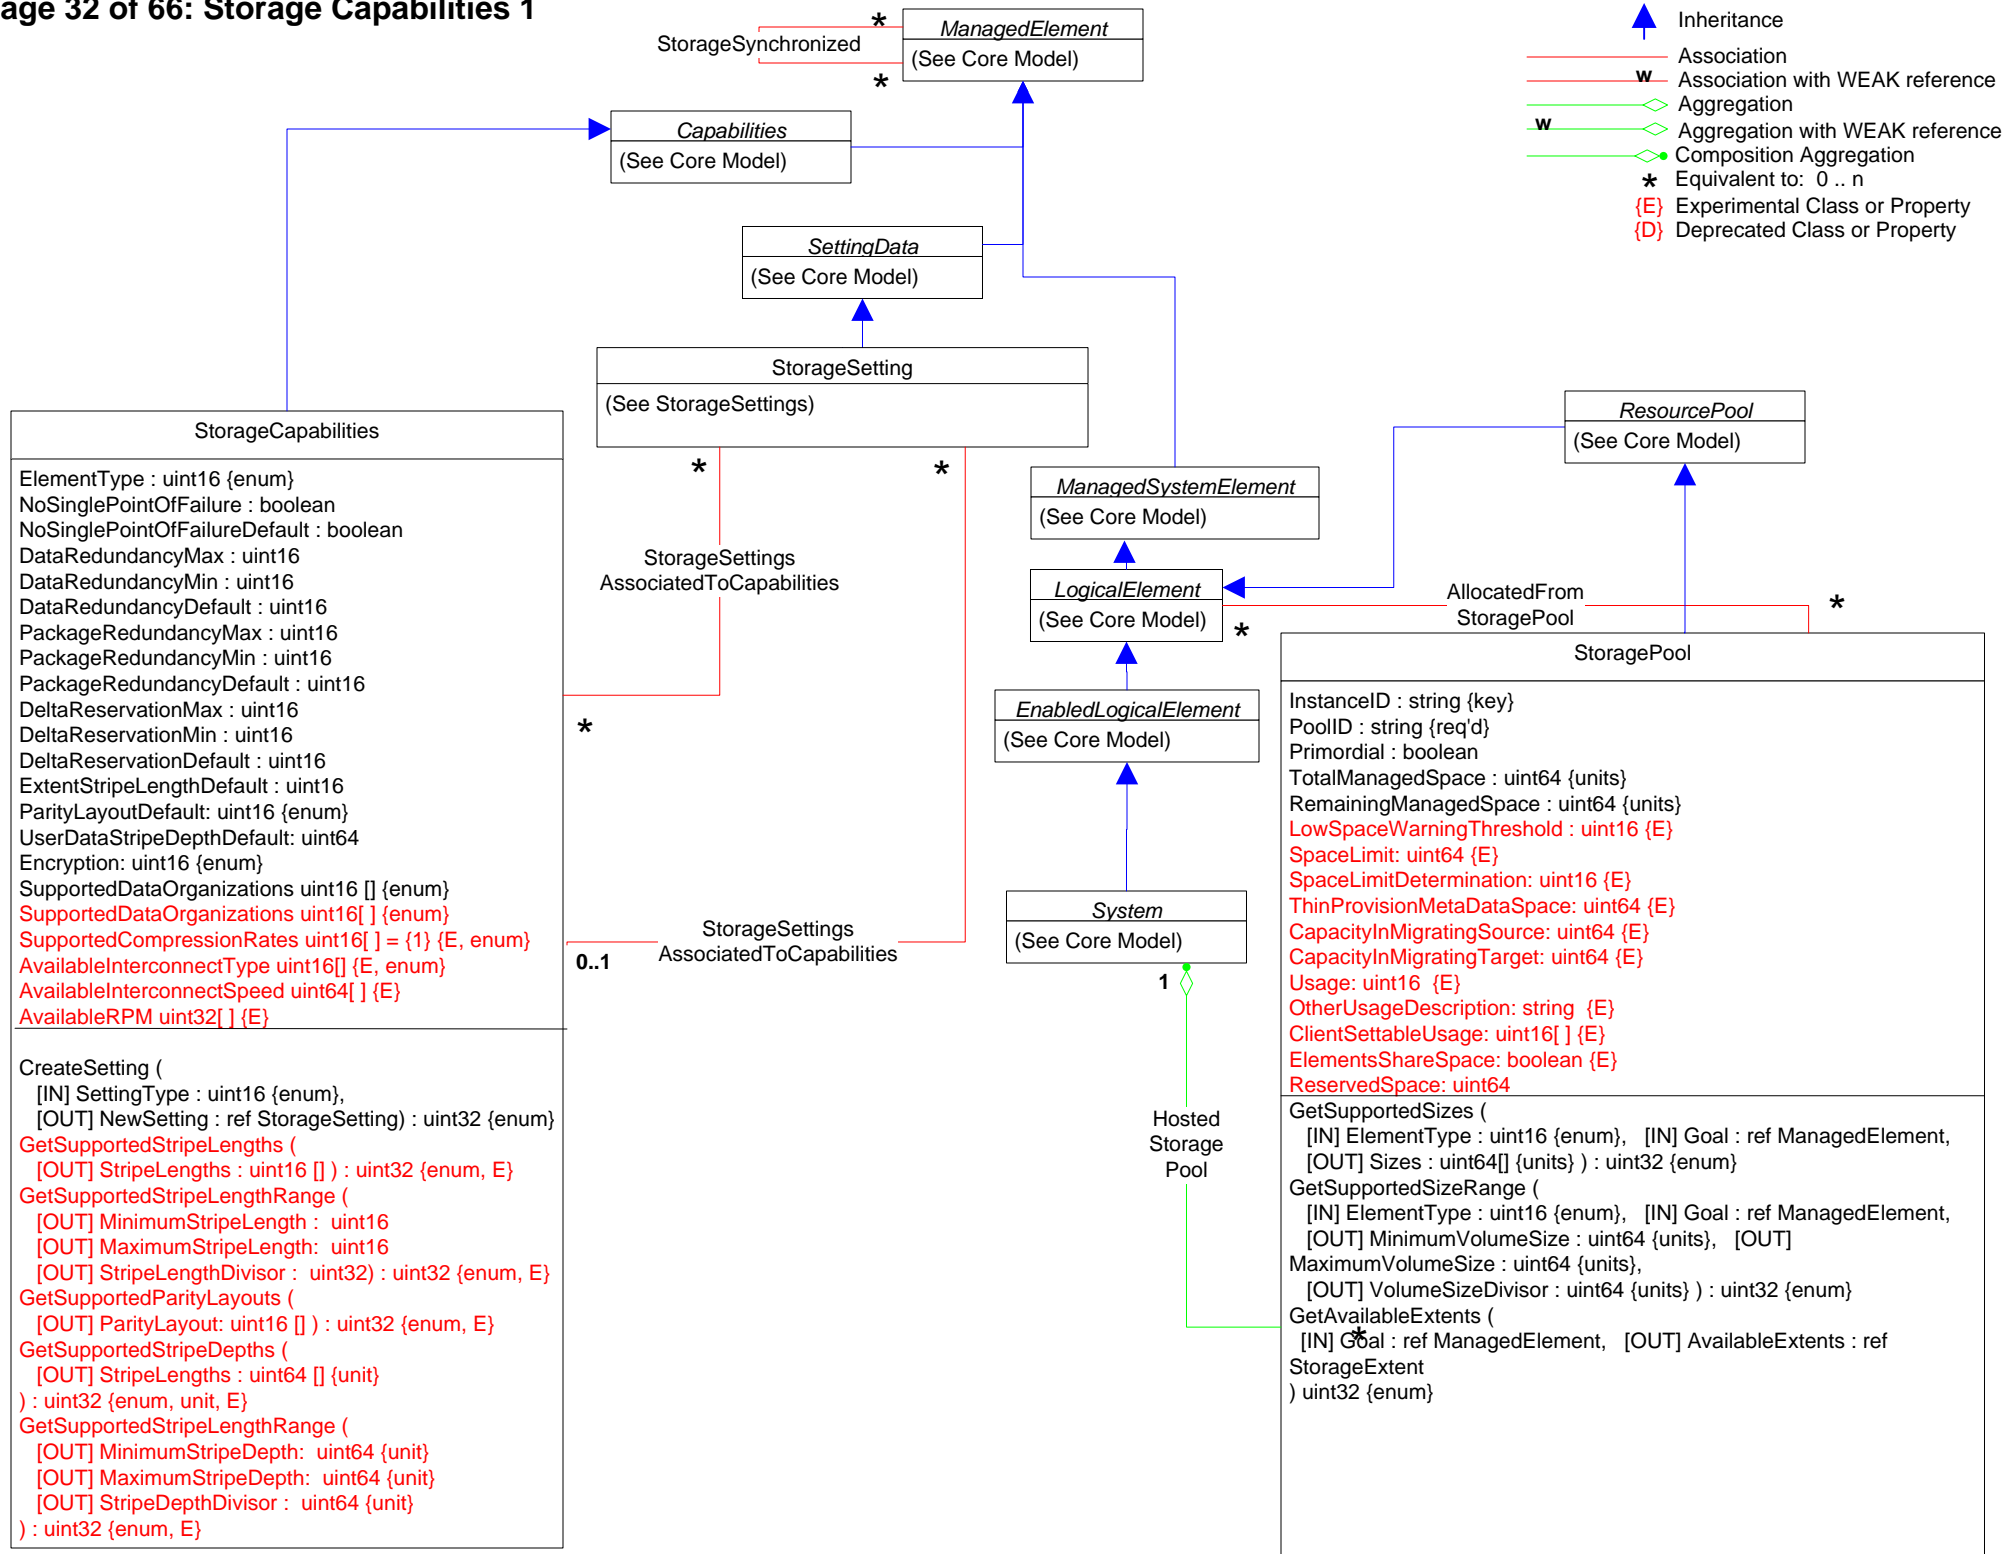 age 32 of 66: Storage Capabilities 1
Inheritance
Association
w Association with WEAK reference
Aggregation
w Aggregation with WEAK reference
Composition Aggregation
* Equivalent to: 0 .. n
{E} Experimental Class or Property
{D} Deprecated Class or Property
StorageSynchronized
*
*
ManagedElement
(See Core Model)
Capabilities
(See Core Model)
SettingData
(See Core Model)
StorageSetting
(See StorageSettings)
*
*
StorageCapabilities
ElementType : uint16 {enum}
NoSinglePointOfFailure : boolean
NoSinglePointOfFailureDefault : boolean
DataRedundancyMax : uint16
DataRedundancyMin : uint16
DataRedundancyDefault : uint16
PackageRedundancyMax : uint16
PackageRedundancyMin : uint16
PackageRedundancyDefault : uint16
DeltaReservationMax : uint16
DeltaReservationMin : uint16
DeltaReservationDefault : uint16
ExtentStripeLengthDefault : uint16
ParityLayoutDefault: uint16 {enum}
UserDataStripeDepthDefault: uint64
Encryption: uint16 {enum}
SupportedDataOrganizations uint16 [] {enum}
SupportedDataOrganizations uint16[ ] {enum}
SupportedCompressionRates uint16[ ] = {1} {E, enum}
AvailableInterconnectType uint16[] {E, enum}
AvailableInterconnectSpeed uint64[ ] {E}
AvailableRPM uint32[ ] {E}
CreateSetting (
[IN] SettingType : uint16 {enum},
[OUT] NewSetting : ref StorageSetting) : uint32 {enum}
GetSupportedStripeLengths (
[OUT] StripeLengths : uint16 [] ) : uint32 {enum, E}
GetSupportedStripeLengthRange (
[OUT] MinimumStripeLength : uint16
[OUT] MaximumStripeLength: uint16
[OUT] StripeLengthDivisor : uint32) : uint32 {enum, E}
GetSupportedParityLayouts (
[OUT] ParityLayout: uint16 [] ) : uint32 {enum, E}
GetSupportedStripeDepths (
[OUT] StripeLengths : uint64 [] {unit}
) : uint32 {enum, unit, E}
GetSupportedStripeLengthRange (
[OUT] MinimumStripeDepth: uint64 {unit}
[OUT] MaximumStripeDepth: uint64 {unit}
[OUT] StripeDepthDivisor : uint64 {unit}
) : uint32 {enum, E}
StorageSettings
AssociatedToCapabilities
*
StorageSettings
AssociatedToCapabilities
0..1
ManagedSystemElement
(See Core Model)
LogicalElement
(See Core Model)
*
EnabledLogicalElement
(See Core Model)
System
(See Core Model)
1
Hosted
Storage
Pool
ResourcePool
(See Core Model)
AllocatedFrom
StoragePool
*
StoragePool
InstanceID : string {key}
PoolID : string {req'd}
Primordial : boolean
TotalManagedSpace : uint64 {units}
RemainingManagedSpace : uint64 {units}
LowSpaceWarningThreshold : uint16 {E}
SpaceLimit: uint64 {E}
SpaceLimitDetermination: uint16 {E}
ThinProvisionMetaDataSpace: uint64 {E}
CapacityInMigratingSource: uint64 {E}
CapacityInMigratingTarget: uint64 {E}
Usage: uint16 {E}
OtherUsageDescription: string {E}
ClientSettableUsage: uint16[ ] {E}
ElementsShareSpace: boolean {E}
ReservedSpace: uint64
GetSupportedSizes (
[IN] ElementType : uint16 {enum}, [IN] Goal : ref ManagedElement,
[OUT] Sizes : uint64[] {units} ) : uint32 {enum}
GetSupportedSizeRange (
[IN] ElementType : uint16 {enum}, [IN] Goal : ref ManagedElement,
[OUT] MinimumVolumeSize : uint64 {units}, [OUT]
MaximumVolumeSize : uint64 {units},
[OUT] VolumeSizeDivisor : uint64 {units} ) : uint32 {enum}
GetAvailableExtents (
*
[IN] Goal : ref ManagedElement, [OUT] AvailableExtents : ref
StorageExtent
) uint32 {enum}